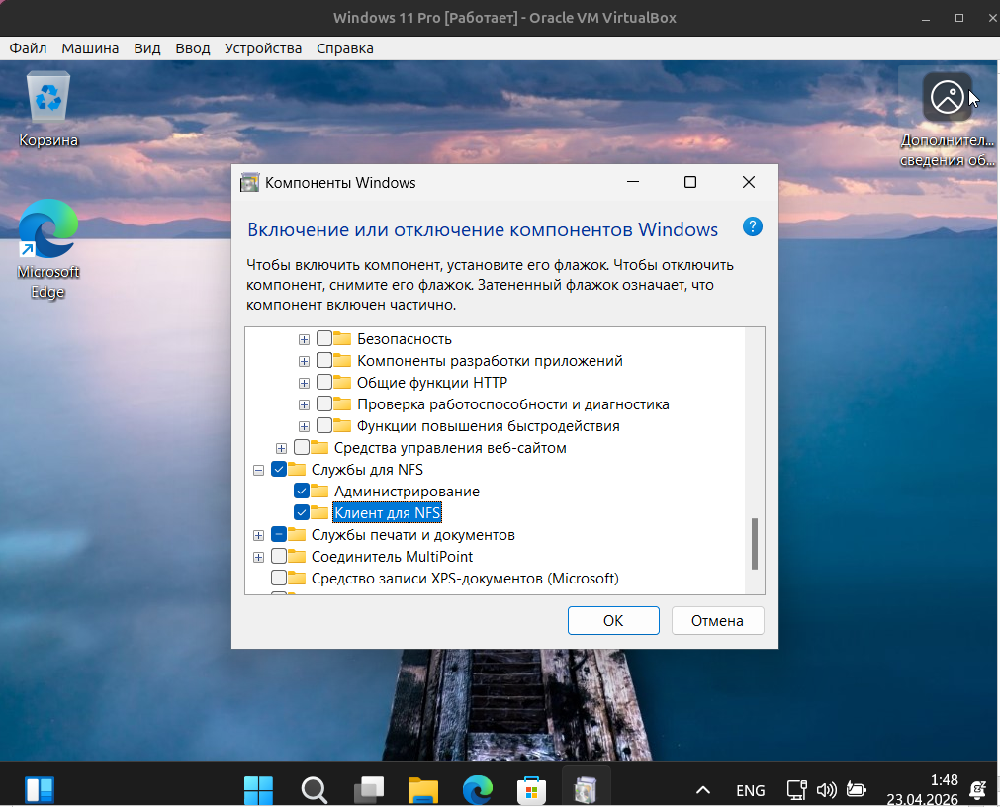 Windows 11 Pro [Работает] - Oracle VM VirtualBox
Файл Машина Вид Ввод Устройства Справка
Корзина
Дополнител...
сведения об...
Microsoft
Edge
Компоненты Windows
Включение или отключение компонентов Windows
?
Чтобы включить компонент, установите его флажок. Чтобы отключить
компонент, снимите его флажок. Затененный флажок означает, что
компонент включен частично.
Безопасность
Компоненты разработки приложений
Общие функции HTTP
Проверка работоспособности и диагностика
Функции повышения быстродействия
Средства управления веб-сайтом
Службы для NFS
Администрирование
Клиент для NFS
Службы печати и документов
Соединитель MultiPoint
Средство записи XPS-документов (Microsoft)
ОК
Отмена
ENG
1:48
23.04.2026